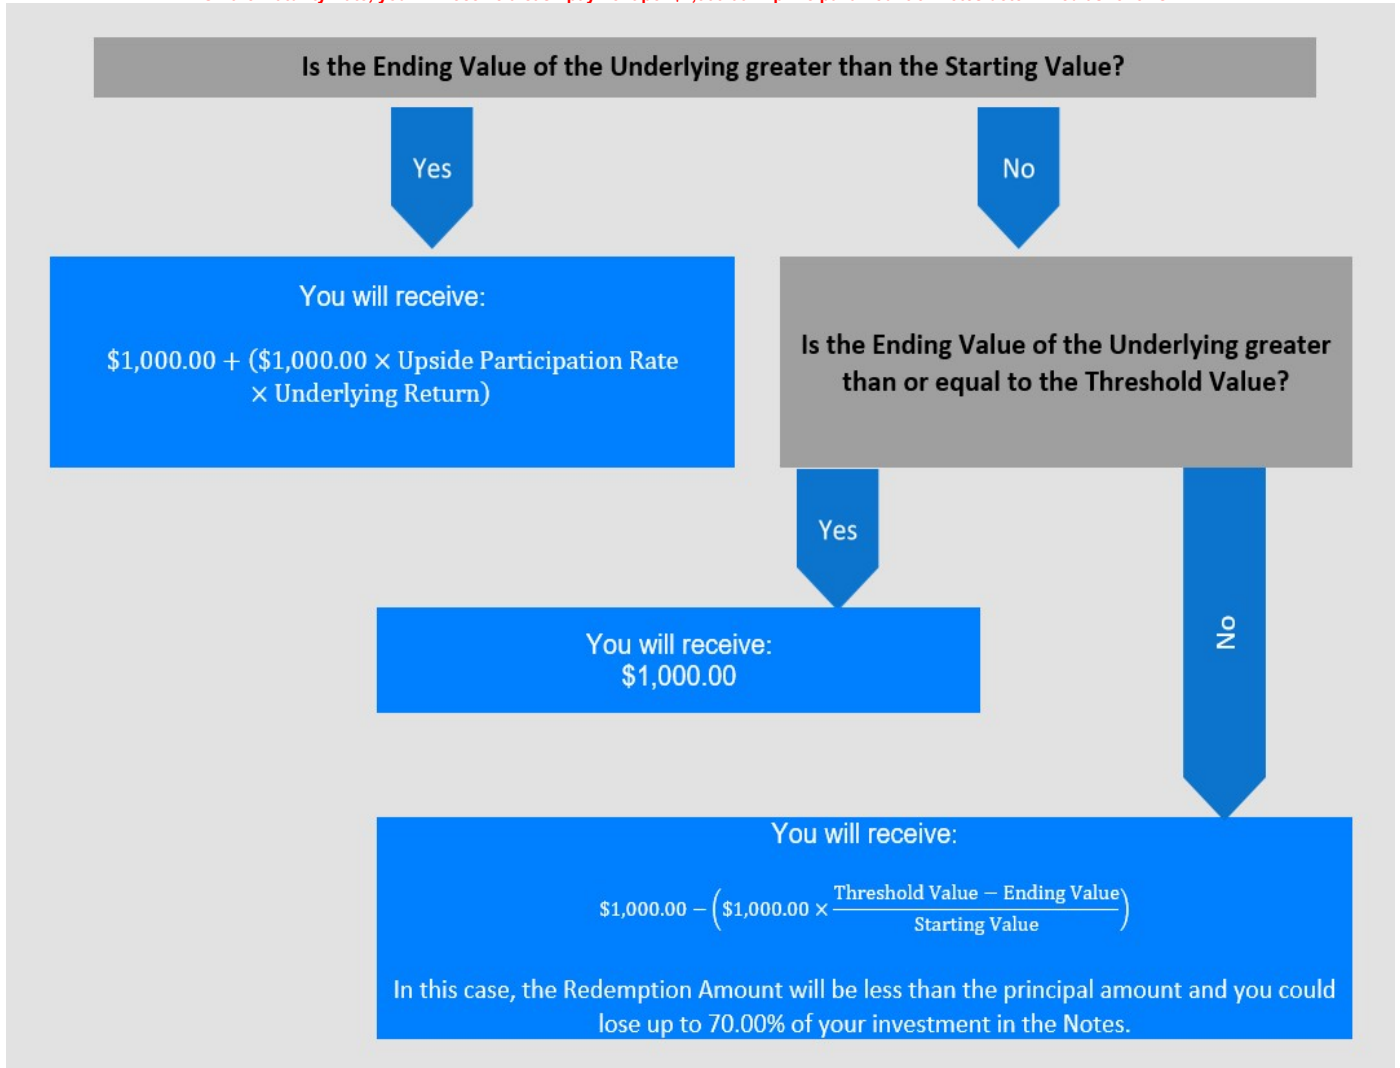 Is the Ending Value of the Underlying greater than the Starting Value?
Yes
No
You will receive:
$1,000.00 + ($1,000.00 × Upside Participation Rate
× Underlying Return)
Is the Ending Value of the Underlying greater
than or equal to the Threshold Value?
Yes
No
You will receive:
$1,000.00
You will receive:
$1,000.00 − ($1,000.00 × Threshold Value − Ending Value
Starting Value)
In this case, the Redemption Amount will be less than the principal amount and you could
lose up to 70.00% of your investment in the Notes.